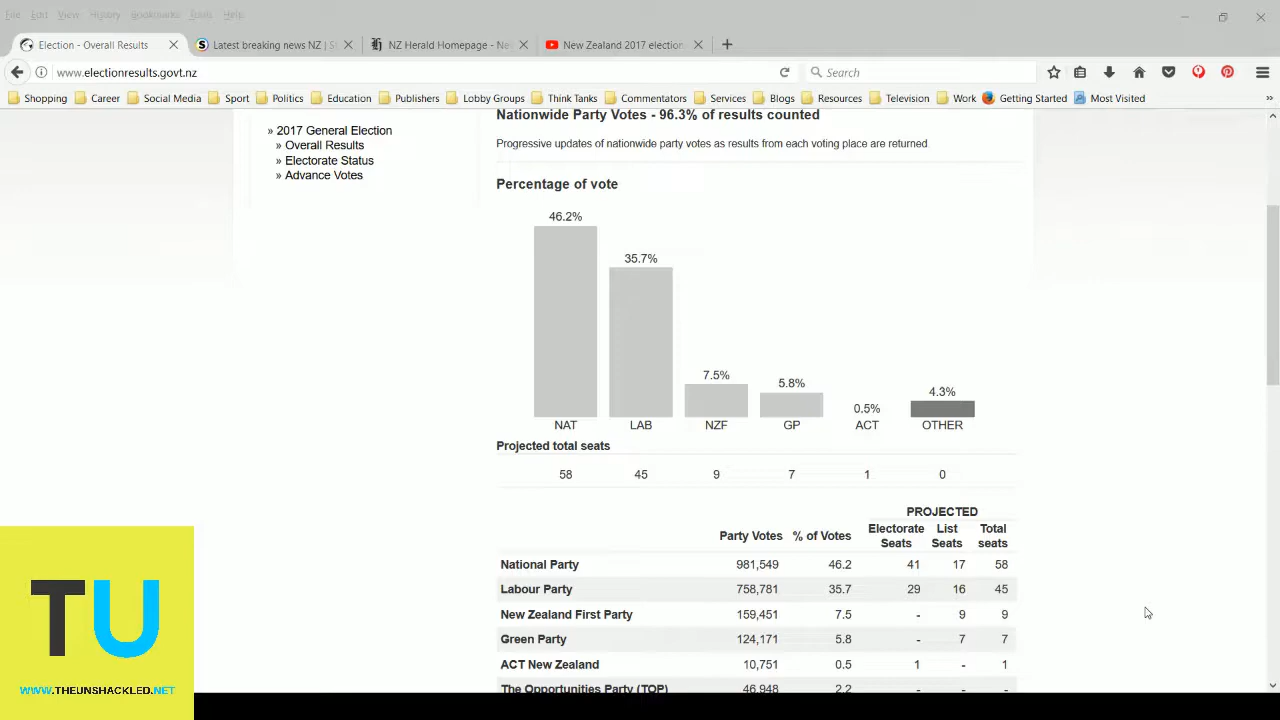 File Edit View History Bookmarks Tools Help
Election - Overall Results
Latest breaking news NZ | S
NZ Herald Homepage - Ne
New Zealand 2017 election
www.electionresults.govt.nz
Search
Shopping Career Social Media Sport Politics Education Publishers Lobby Groups Think Tanks Commentators Services Blogs Resources Television Work Getting Started Most Visited
» 2017 General Election
» Overall Results
» Electorate Status
» Advance Votes
Nationwide Party Votes - 96.3% of results counted
Progressive updates of nationwide party votes as results from each voting place are returned.
Percentage of vote
46.2% 35.7% 7.5% 5.8% 0.5% 4.3%
NAT LAB NZF GP ACT OTHER
Projected total seats
58 45 9 7 1 0
PROJECTED
Party Votes % of Votes Electorate Seats List Seats Total seats
National Party 981,549 46.2 41 17 58
Labour Party 758,781 35.7 29 16 45
New Zealand First Party 159,451 7.5 - 9 9
Green Party 124,171 5.8 - 7 7
ACT New Zealand 10,751 0.5 1 - 1
The Opportunities Party (TOP) 46,948 2.2 - - -
TU
WWW.THEUNSHACKLED.NET